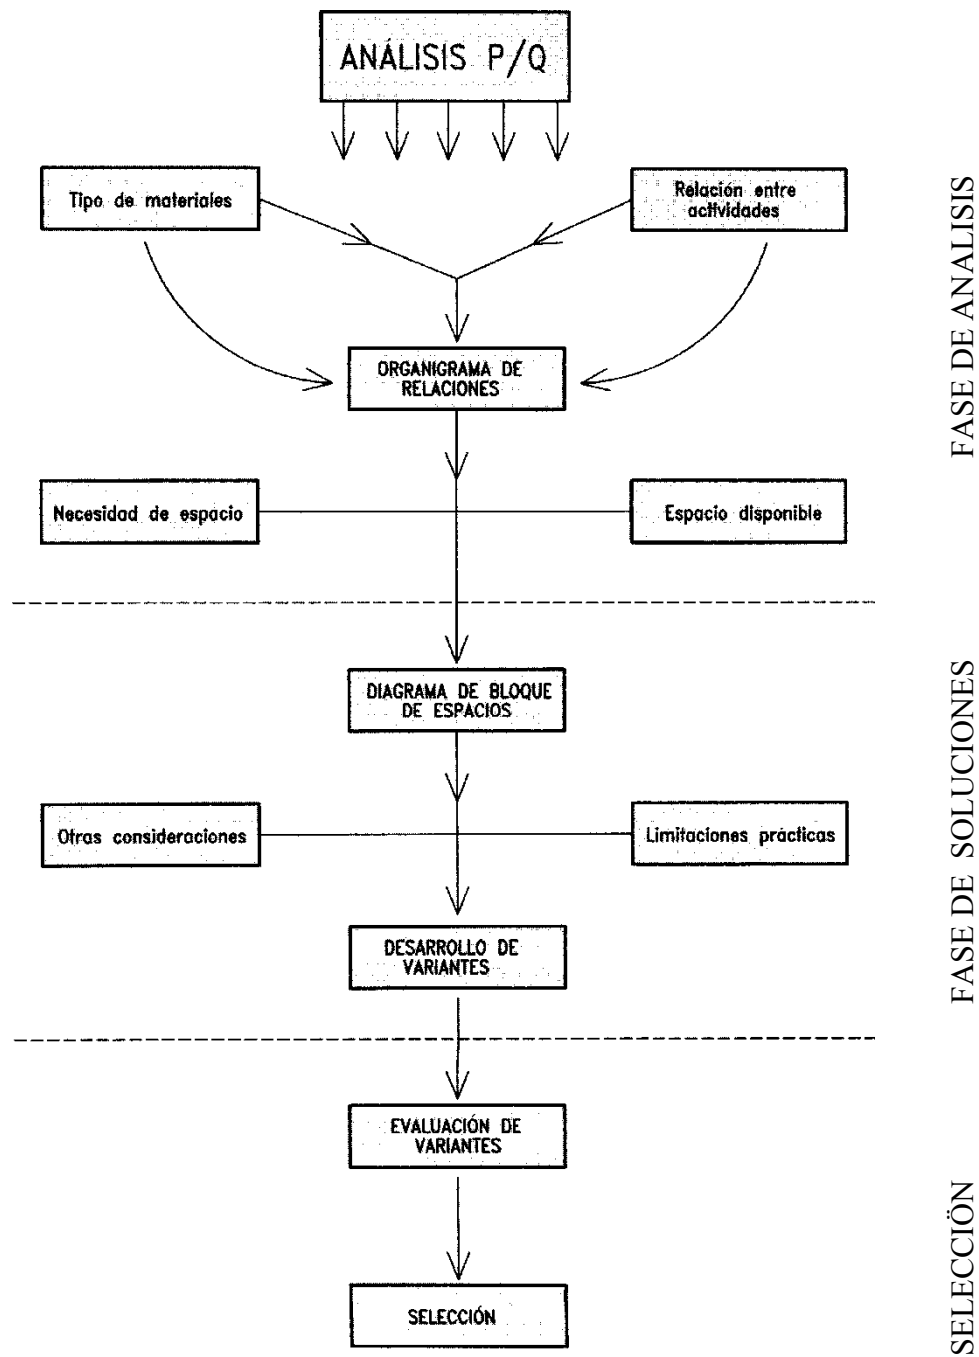 ANÁLISIS P/Q
Tipo de materiales
Relación entre
actividades
ORGANIGRAMA DE
RELACIONES
Necesidad de espacio
Espacio disponible
DIAGRAMA DE BLOQUE
DE ESPACIOS
Otras consideraciones
Limitaciones prácticas
DESARROLLO DE
VARIANTES
EVALUACIÓN DE
VARIANTES
SELECCIÓN
FASE DE ANALISIS
FASE DE SOLUCIONES
SELECCIÖN